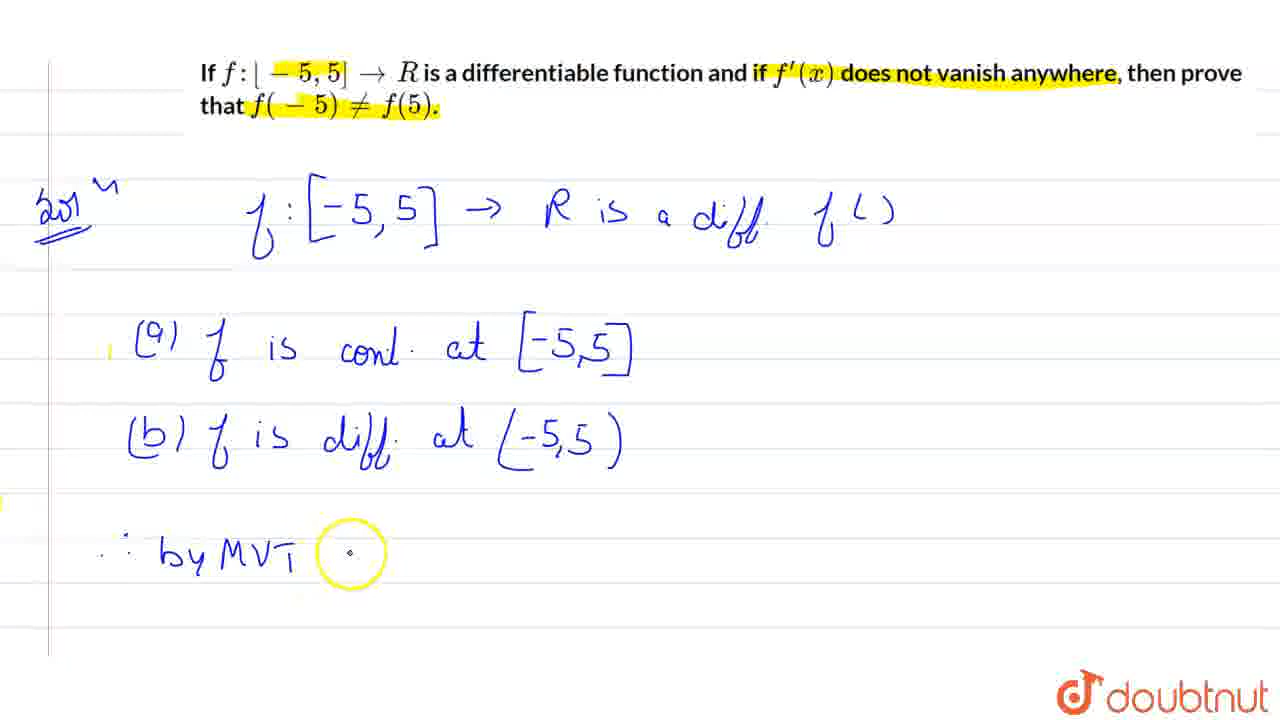 If f : [ − 5, 5] → R is a differentiable function and if f′(x) does not vanish anywhere, then prove
that f( − 5) ≠ f(5).
Solⁿ f : [-5, 5] → R is a diff. f()
(a) f is cont. at [-5,5]
(b) f is diff. at (-5,5)
∴ by MVT
doubtnut